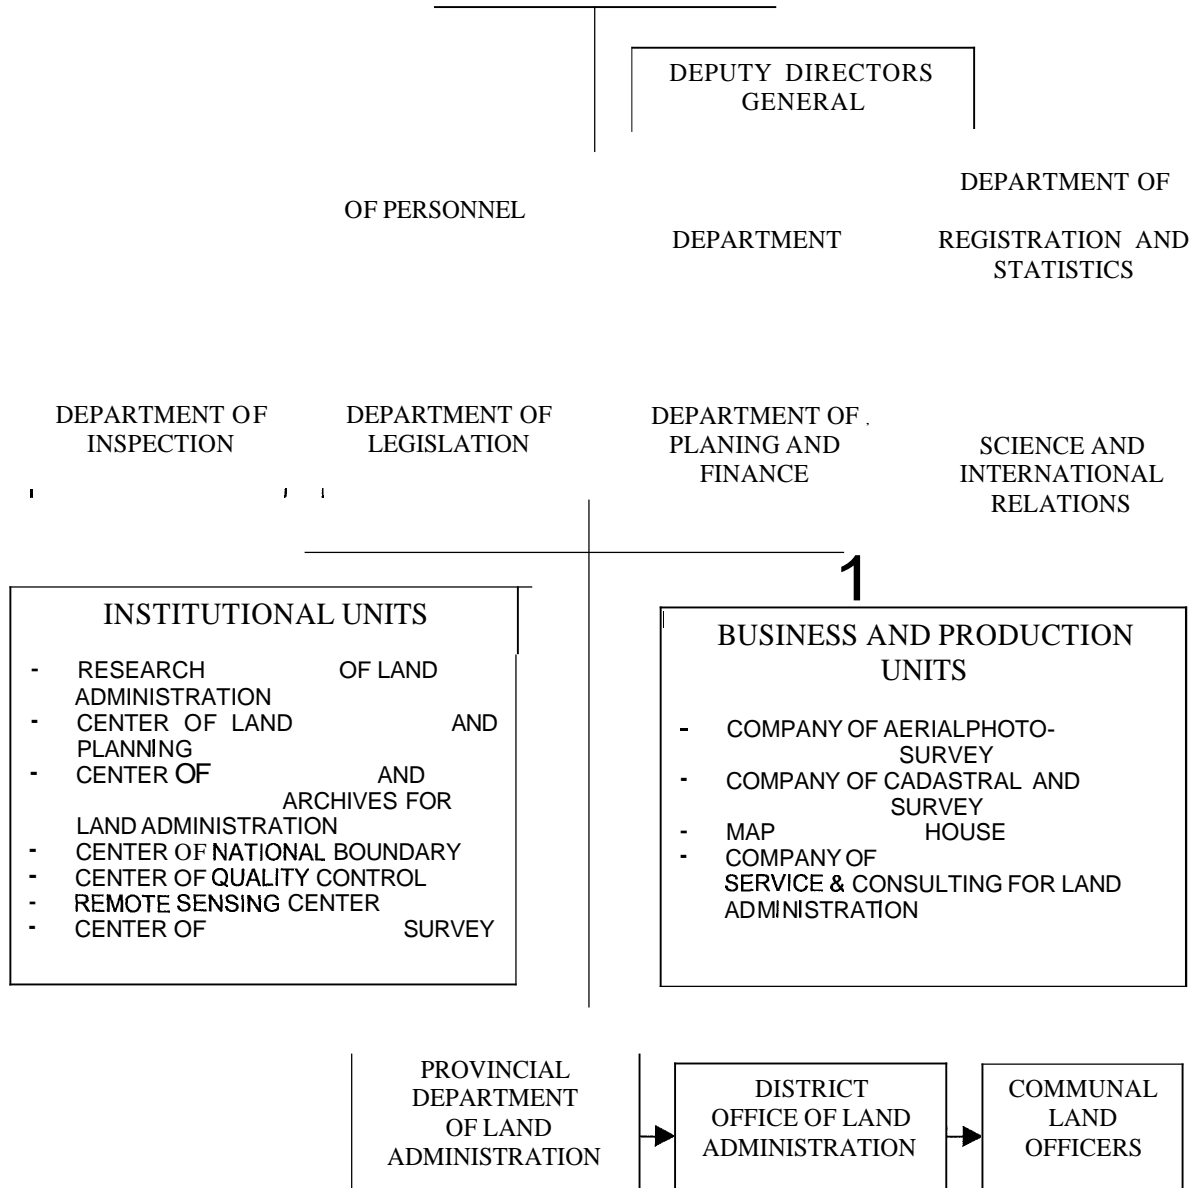 DEPUTY DIRECTORS
GENERAL
OF PERSONNEL
DEPARTMENT
DEPARTMENT OF
REGISTRATION AND
STATISTICS
DEPARTMENT OF
INSPECTION
DEPARTMENT OF
LEGISLATION
DEPARTMENT OF
PLANING AND
FINANCE
SCIENCE AND
INTERNATIONAL
RELATIONS
1
INSTITUTIONAL UNITS
- RESEARCH OF LAND
ADMINISTRATION
- CENTER OF LAND AND
PLANNING
- CENTER OF AND
ARCHIVES FOR
LAND ADMINISTRATION
- CENTER OF NATIONAL BOUNDARY
- CENTER OF QUALITY CONTROL
- REMOTE SENSING CENTER
- CENTER OF SURVEY
BUSINESS AND PRODUCTION
UNITS
- COMPANY OF AERIALPHOTO-
SURVEY
- COMPANY OF CADASTRAL AND
SURVEY
- MAP HOUSE
- COMPANY OF
SERVICE & CONSULTING FOR LAND
ADMINISTRATION
PROVINCIAL
DEPARTMENT
OF LAND
ADMINISTRATION
DISTRICT
OFFICE OF LAND
ADMINISTRATION
COMMUNAL
LAND
OFFICERS